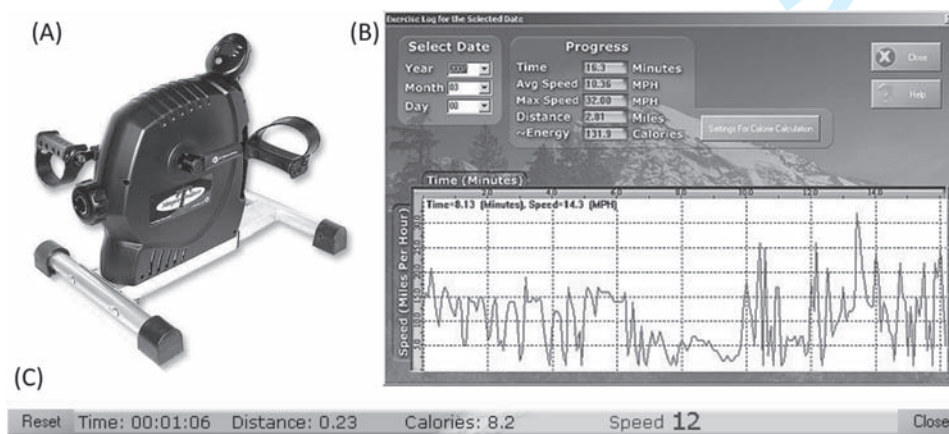 (A)
(B)
Exercise Log for the Selected Date
Select Date
Year
Month 03
Day
Progress
Time 16.3 Minutes
Avg Speed 10.36 MPH
Max Speed 32.00 MPH
Distance 2.81 Miles
~Energy 131.9 Calories
Close
Help
Settings For Calorie Calculation
Time (Minutes)
2.0 4.0 6.0 8.0 10.0 12.0 14.0
Time=8.13 (Minutes), Speed=14.3 (MPH)
Speed (Miles Per Hour)
(C)
Reset Time: 00:01:06 Distance: 0.23 Calories: 8.2 Speed 12 Close